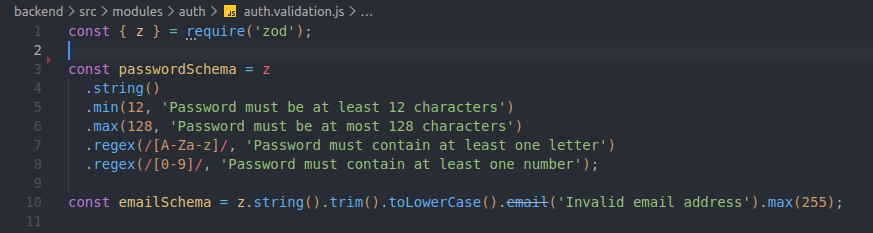 backend > src > modules > auth > JS auth.validation.js > ...
1 const { z } = require('zod');
2
3 const passwordSchema = z
4 .string()
5 .min(12, 'Password must be at least 12 characters')
6 .max(128, 'Password must be at most 128 characters')
7 .regex(/[A-Za-z]/, 'Password must contain at least one letter')
8 .regex(/[0-9]/, 'Password must contain at least one number');
9
10 const emailSchema = z.string().trim().toLowerCase().email('Invalid email address').max(255);
11